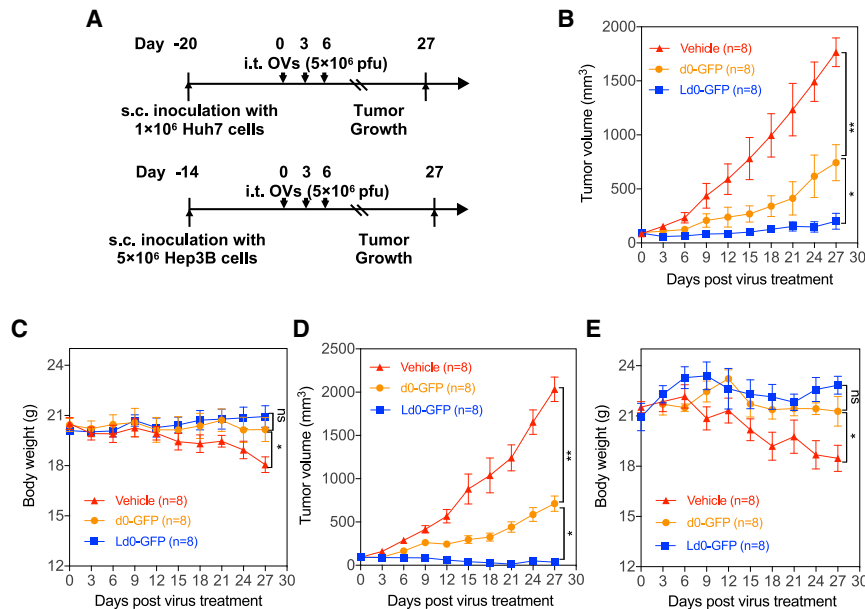 A
Day -20 0 3 6 27
i.t. OVs (5×10⁶ pfu)
s.c. inoculation with
1×10⁶ Huh7 cells
Tumor
Growth
Day -14 0 3 6 27
i.t. OVs (5×10⁶ pfu)
s.c. inoculation with
5×10⁶ Hep3B cells
Tumor
Growth
B
Tumor volume (mm³)
2000
1500
1000
500
0
Vehicle (n=8)
d0-GFP (n=8)
Ld0-GFP (n=8)
**
*
0 3 6 9 12 15 18 21 24 27 30
Days post virus treatment
C
Body weight (g)
24
21
18
15
12
ns
*
Vehicle (n=8)
d0-GFP (n=8)
Ld0-GFP (n=8)
0 3 6 9 12 15 18 21 24 27 30
Days post virus treatment
D
Tumor volume (mm³)
2500
2000
1500
1000
500
0
Vehicle (n=8)
d0-GFP (n=8)
Ld0-GFP (n=8)
**
*
0 3 6 9 12 15 18 21 24 27 30
Days post virus treatment
E
Body weight (g)
24
21
18
15
12
ns
*
Vehicle (n=8)
d0-GFP (n=8)
Ld0-GFP (n=8)
0 3 6 9 12 15 18 21 24 27 30
Days post virus treatment